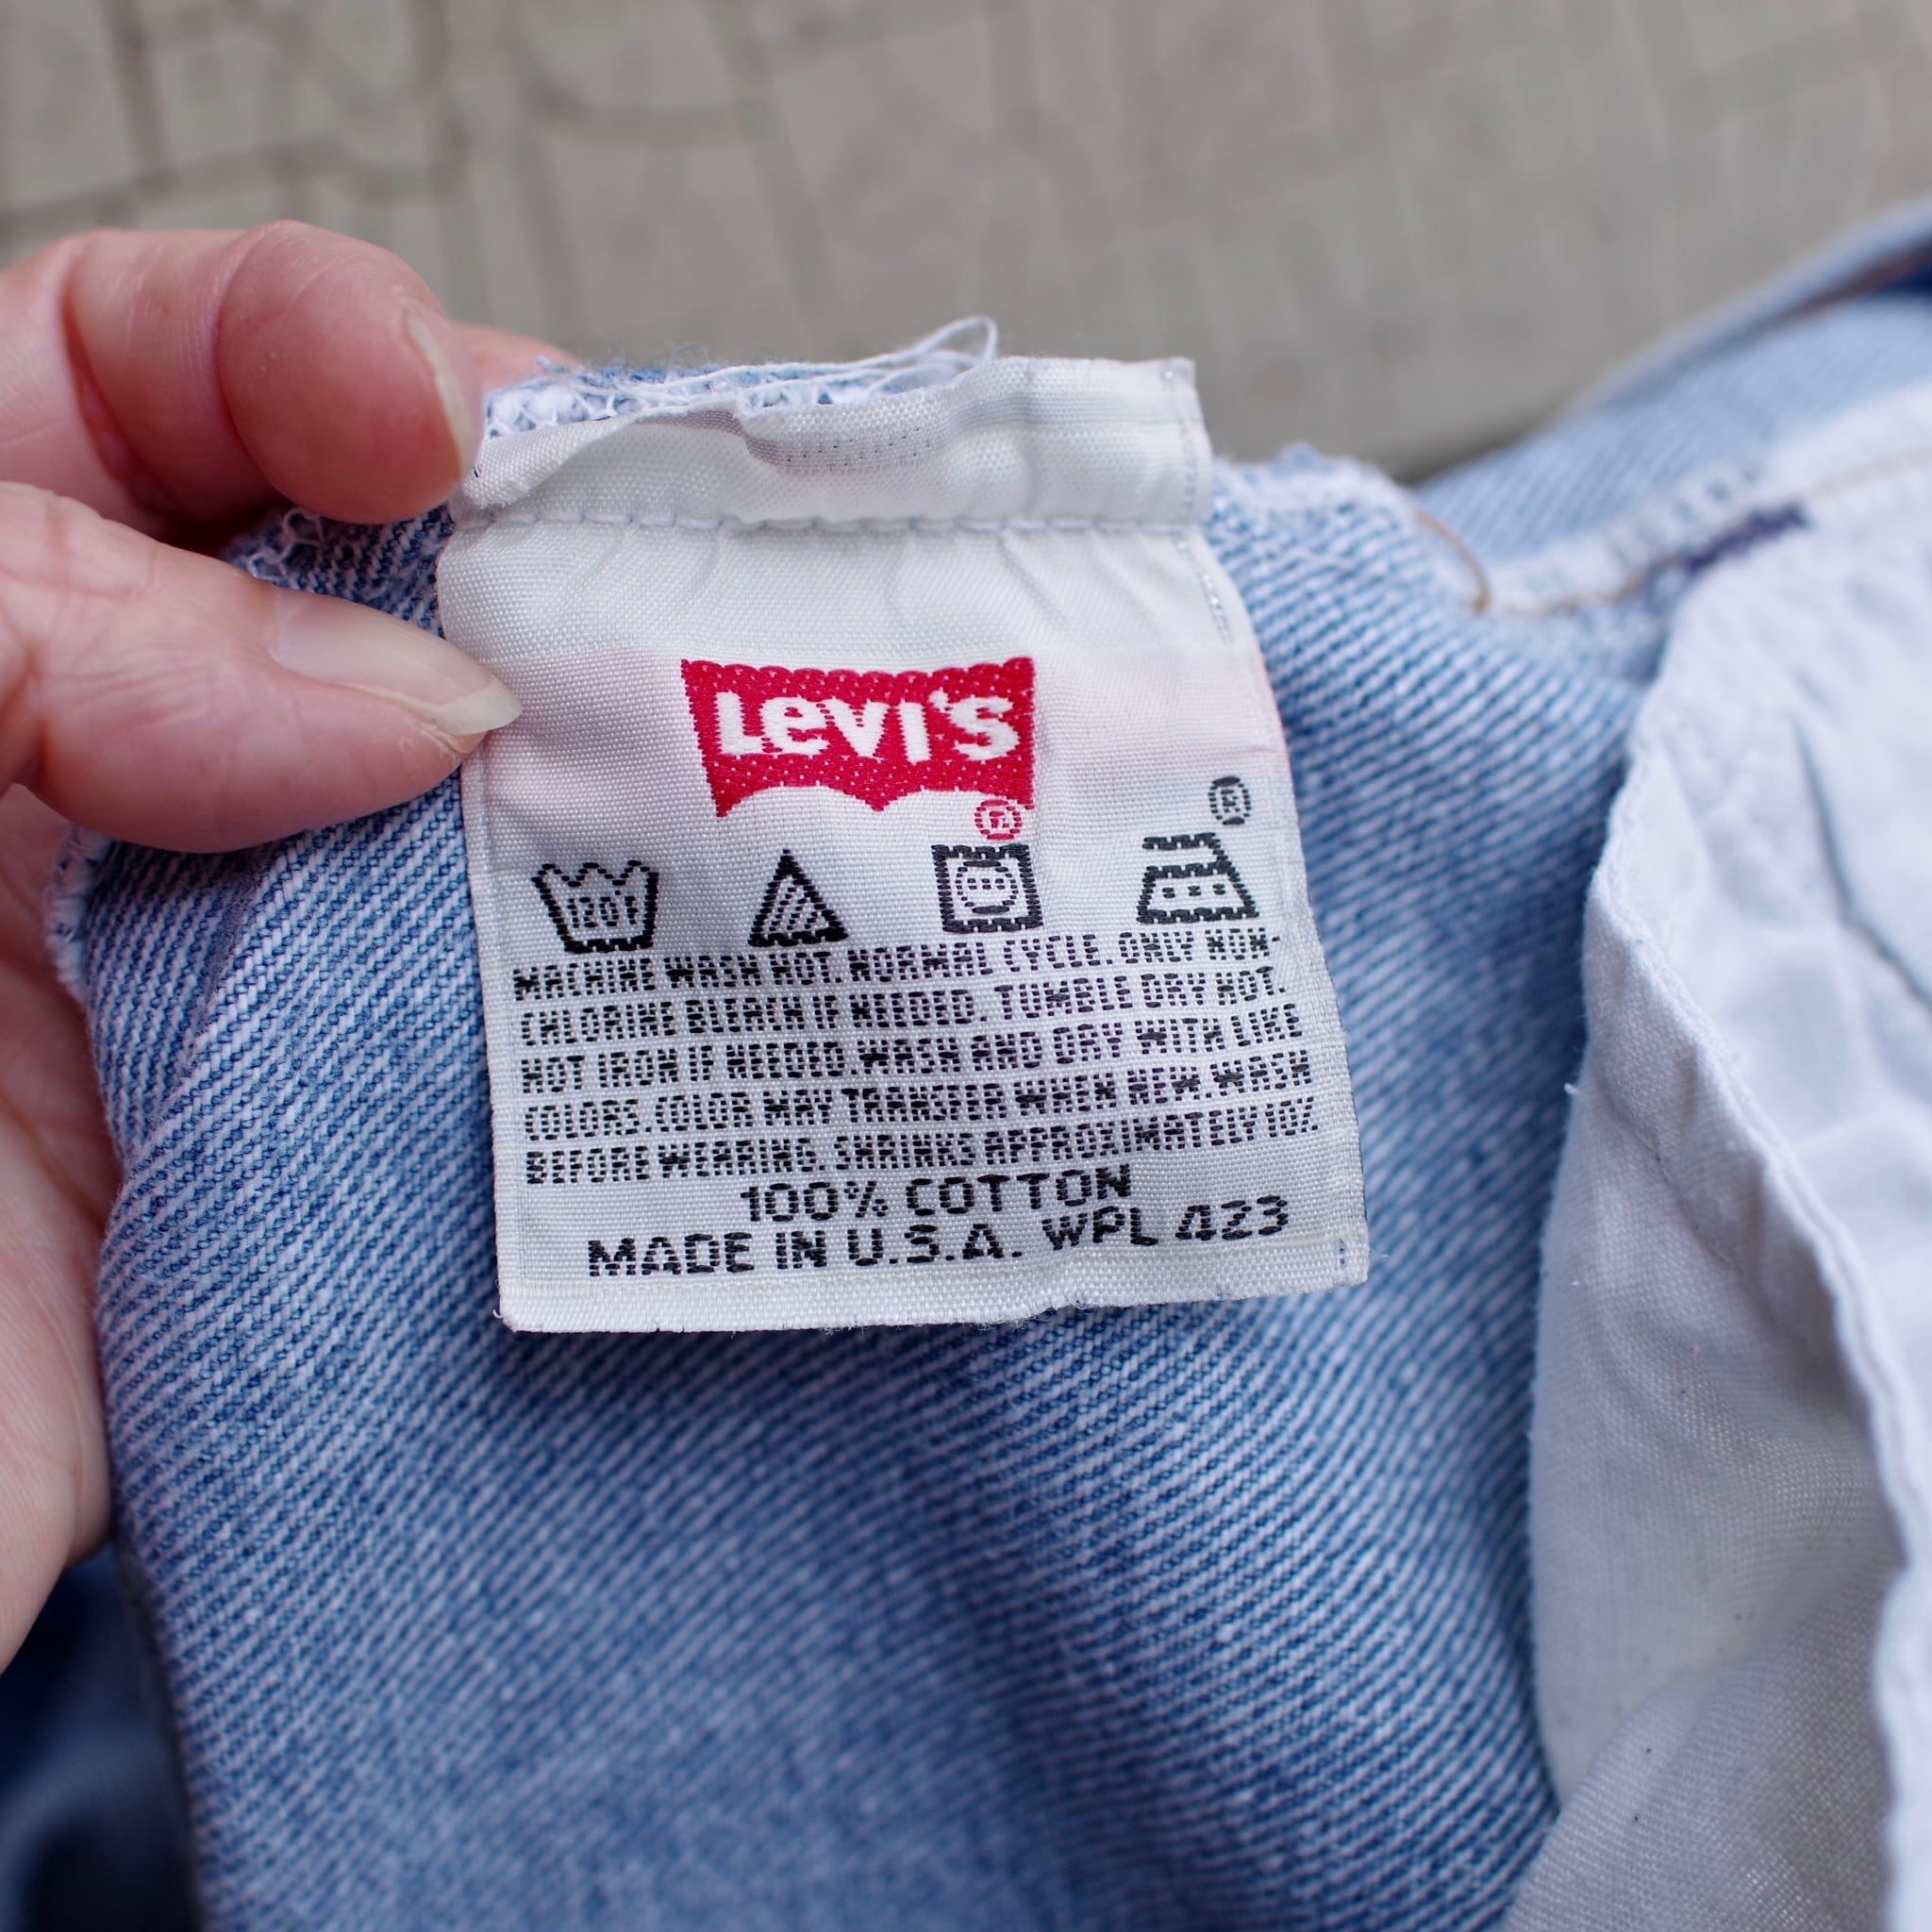 Levi's
®
®
120F
MACHINE WASH HOT. NORMAL CYCLE. ONLY NON-
CHLORINE BLEACH IF NEEDED. TUMBLE DRY HOT.
HOT IRON IF NEEDED. WASH AND DRY WITH LIKE
COLORS. COLOR MAY TRANSFER WHEN NEW. WASH
BEFORE WEARING. SHRINKS APPROXIMATELY 10%
100% COTTON
MADE IN U.S.A. WPL 423